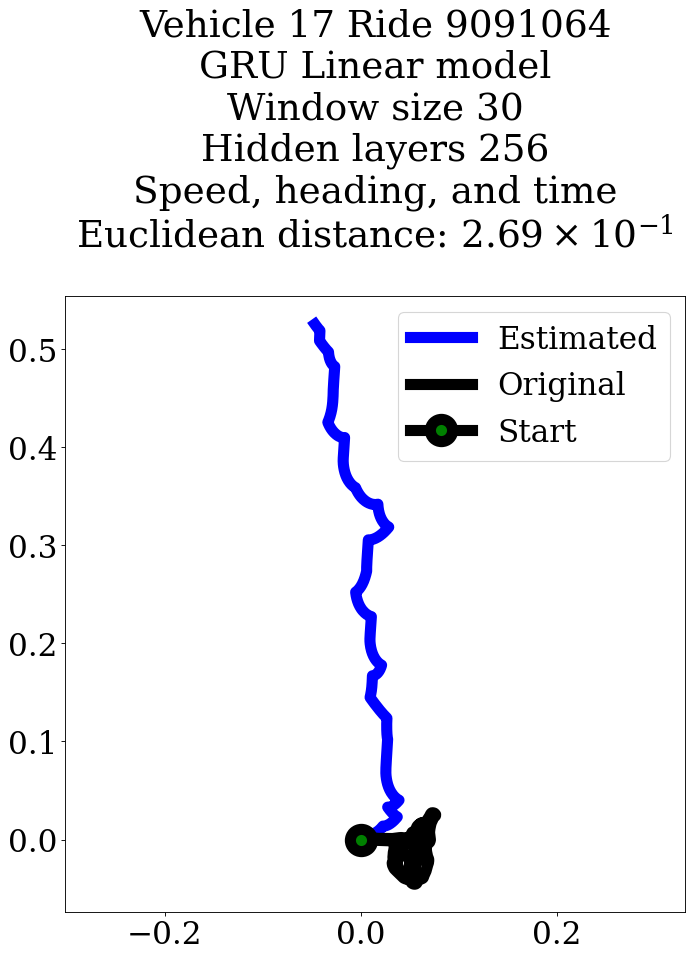 Vehicle 17 Ride 9091064
GRU Linear model
Window size 30
Hidden layers 256
Speed, heading, and time
Euclidean distance: 2.69 × 10⁻¹
Estimated
Original
Start
0.5
0.4
0.3
0.2
0.1
0.0
−0.2
0.0
0.2